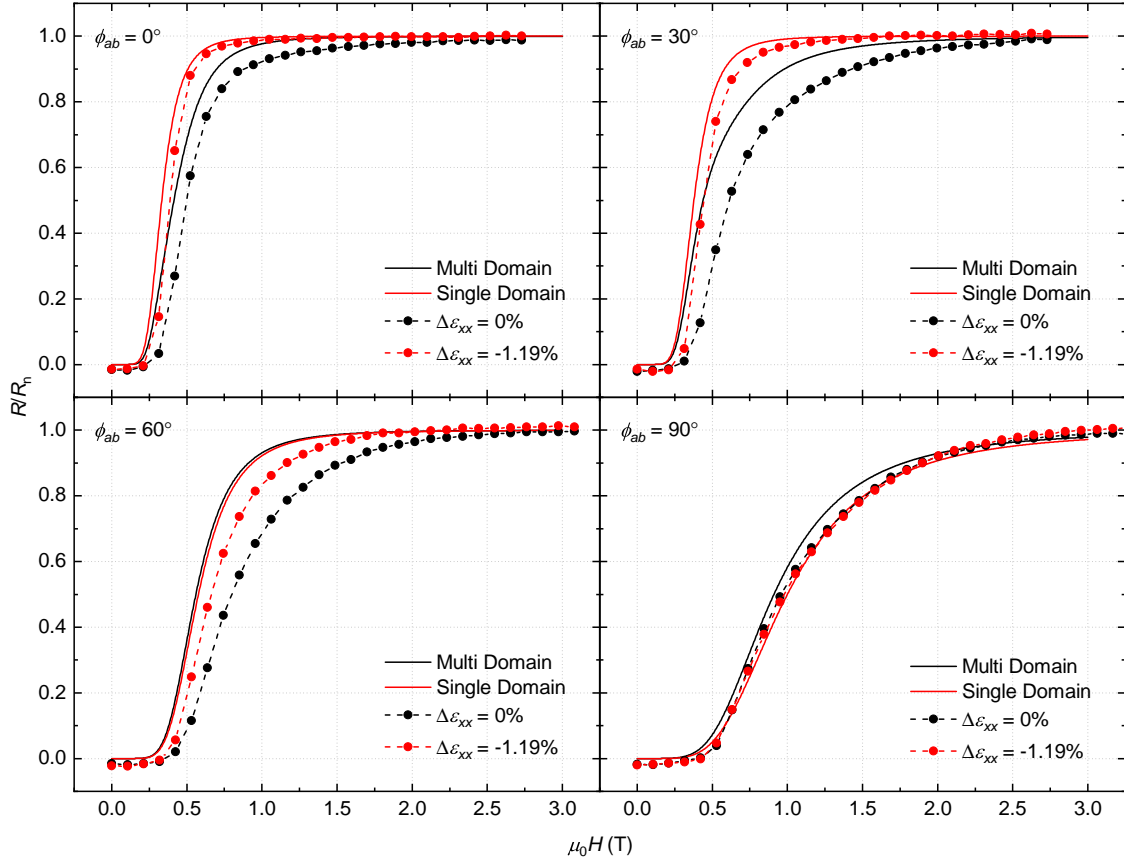 ϕab = 0°
1.0
0.8
0.6
0.4
0.2
0.0
Multi Domain
Single Domain
Δεxx = 0%
Δεxx = -1.19%
ϕab = 30°
Multi Domain
Single Domain
Δεxx = 0%
Δεxx = -1.19%
R/Rn
ϕab = 60°
1.0
0.8
0.6
0.4
0.2
0.0
Multi Domain
Single Domain
Δεxx = 0%
Δεxx = -1.19%
0.0 0.5 1.0 1.5 2.0 2.5 3.0
ϕab = 90°
Multi Domain
Single Domain
Δεxx = 0%
Δεxx = -1.19%
0.0 0.5 1.0 1.5 2.0 2.5 3.0
μ0H (T)